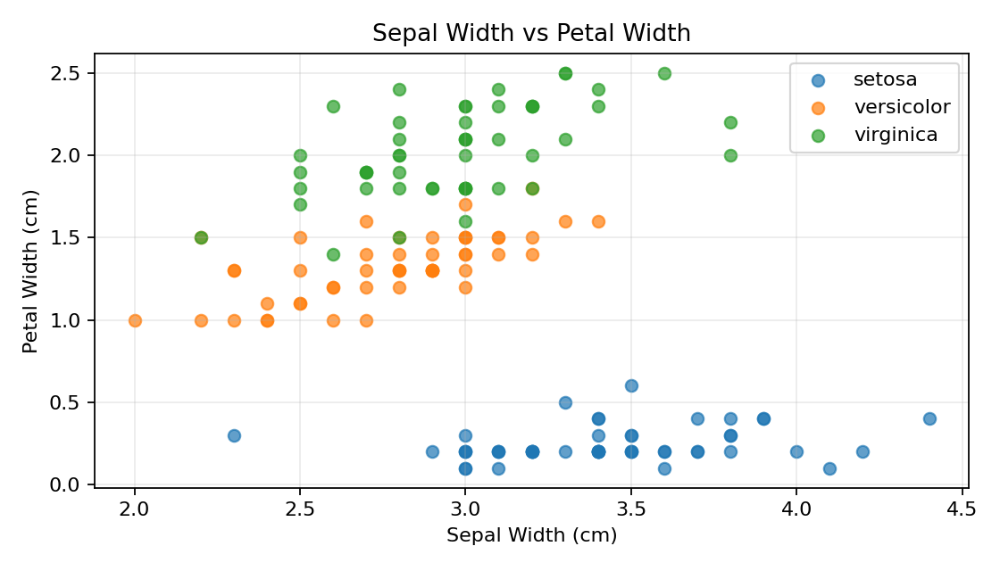 Sepal Width vs Petal Width
setosa
versicolor
virginica
Petal Width (cm)
2.5
2.0
1.5
1.0
0.5
0.0
2.0 2.5 3.0 3.5 4.0 4.5
Sepal Width (cm)